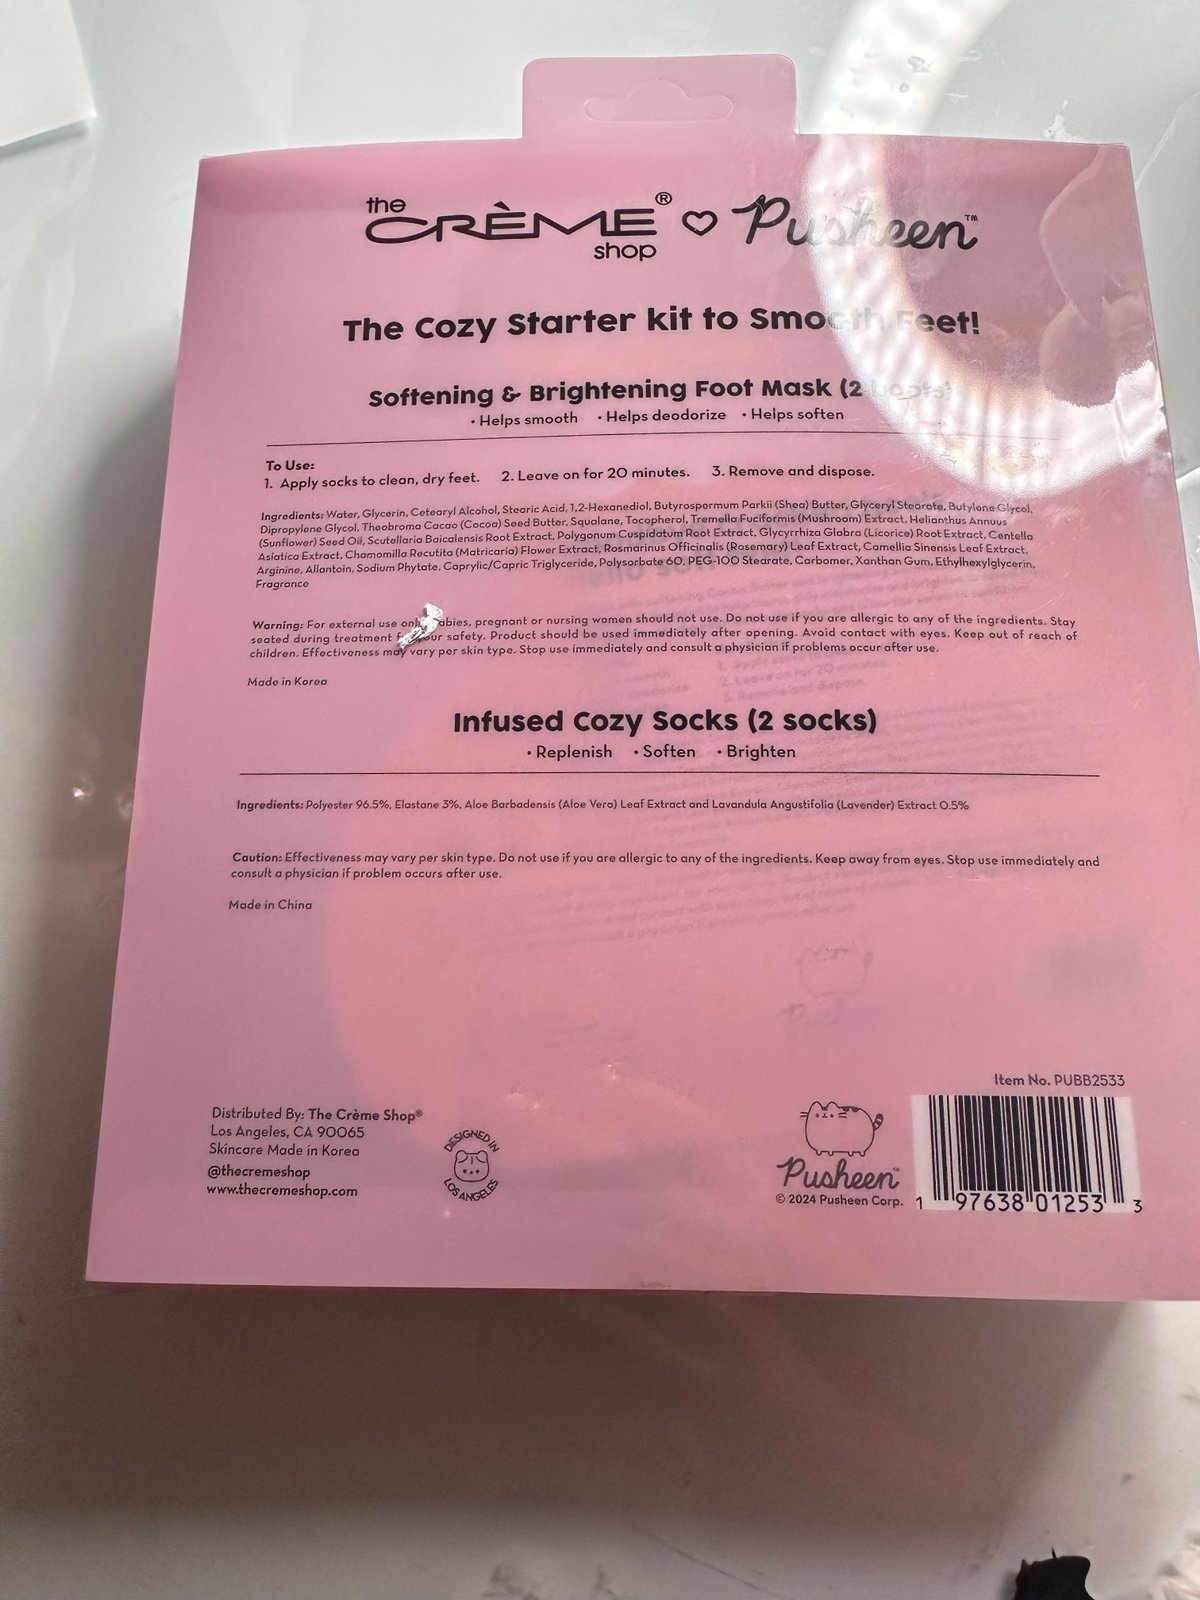 the
CRÈME® ♡ Pusheen™
shop
The Cozy Starter kit to Smooth Feet!
Softening & Brightening Foot Mask (2 boots)
• Helps smooth • Helps deodorize • Helps soften
To Use:
1. Apply socks to clean, dry feet. 2. Leave on for 20 minutes. 3. Remove and dispose.
Ingredients: Water, Glycerin, Cetearyl Alcohol, Stearic Acid, 1,2-Hexanediol, Butyrospermum Parkii (Shea) Butter, Glyceryl Stearate, Butylene Glycol,
Dipropylene Glycol, Theobroma Cacao (Cocoa) Seed Butter, Squalane, Tocopherol, Tremella Fuciformis (Mushroom) Extract, Helianthus Annuus
(Sunflower) Seed Oil, Scutellaria Baicalensis Root Extract, Polygonum Cuspidatum Root Extract, Glycyrrhiza Glabra (Licorice) Root Extract, Centella
Asiatica Extract, Chamomilla Recutita (Matricaria) Flower Extract, Rosmarinus Officinalis (Rosemary) Leaf Extract, Camellia Sinensis Leaf Extract,
Arginine, Allantoin, Sodium Phytate, Caprylic/Capric Triglyceride, Polysorbate 60, PEG-100 Stearate, Carbomer, Xanthan Gum, Ethylhexylglycerin,
Fragrance
Warning: For external use only. Babies, pregnant or nursing women should not use. Do not use if you are allergic to any of the ingredients. Stay
seated during treatment for your safety. Product should be used immediately after opening. Avoid contact with eyes. Keep out of reach of
children. Effectiveness may vary per skin type. Stop use immediately and consult a physician if problems occur after use.
Made in Korea
Infused Cozy Socks (2 socks)
• Replenish • Soften • Brighten
Ingredients: Polyester 96.5%, Elastane 3%, Aloe Barbadensis (Aloe Vera) Leaf Extract and Lavandula Angustifolia (Lavender) Extract 0.5%
Caution: Effectiveness may vary per skin type. Do not use if you are allergic to any of the ingredients. Keep away from eyes. Stop use immediately and
consult a physician if problem occurs after use.
Made in China
Item No. PUBB2533
Distributed By: The Crème Shop®
Los Angeles, CA 90065
Skincare Made in Korea
@thecremeshop
www.thecremeshop.com
DESIGNED IN
LOS ANGELES
Pusheen™
© 2024 Pusheen Corp.
1 97638 01253 3